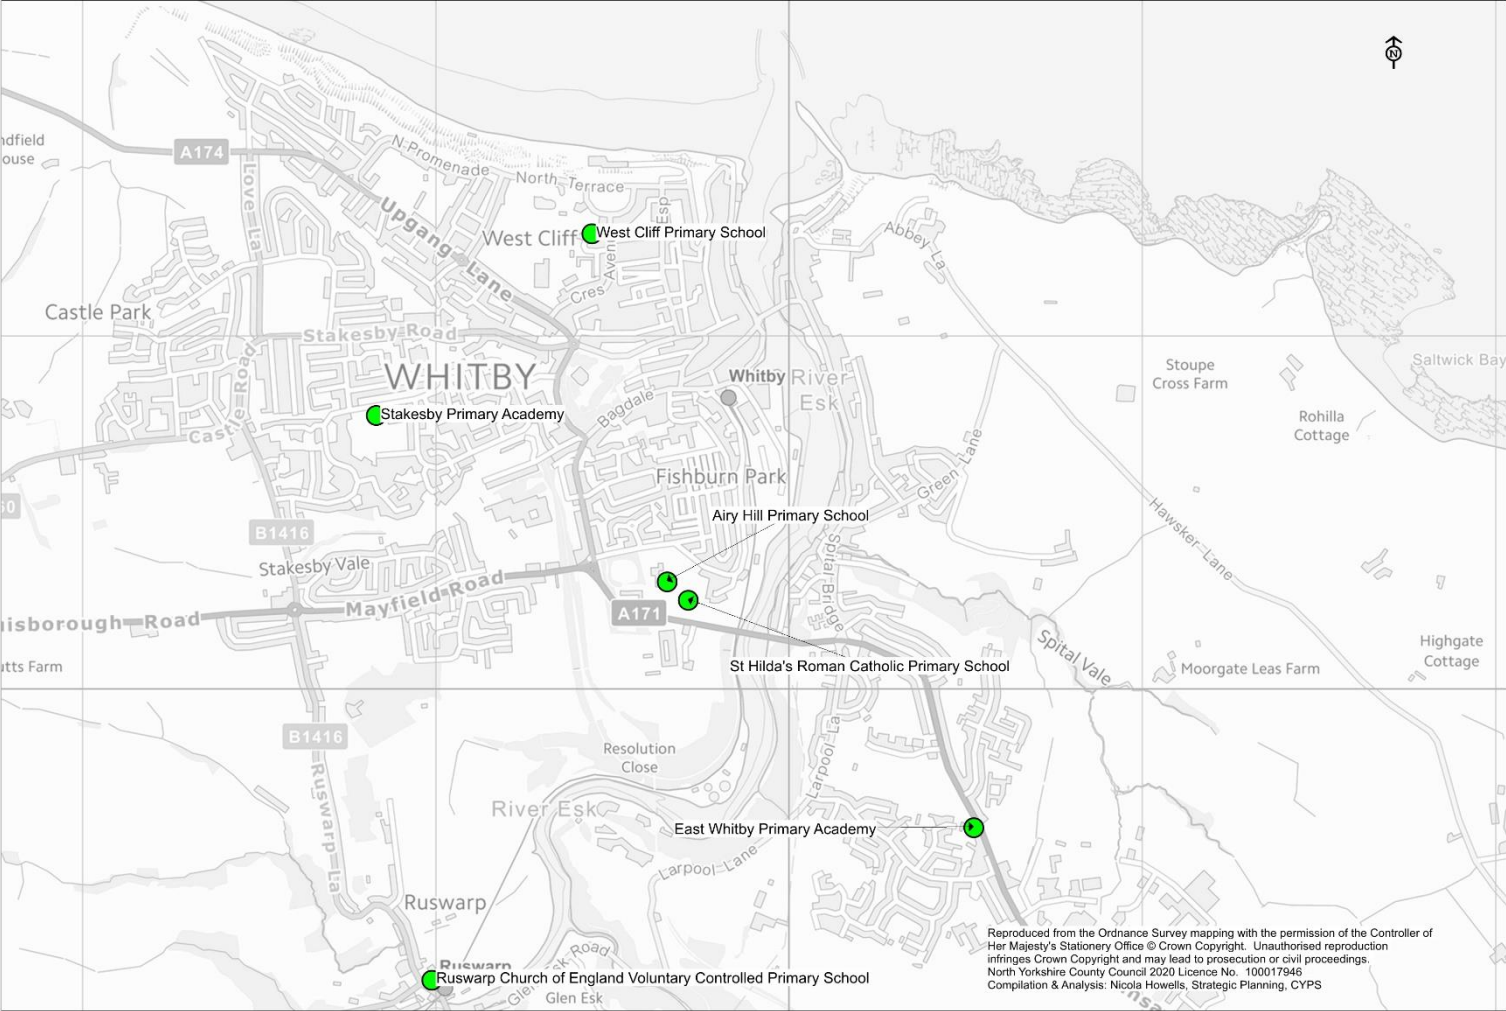 N
ndfield
ouse
A174
N Promenade
North Terrace
Love La
Upgang Lane
Esp
West Cliff
West Cliff Primary School
Abbey La
Cres Avenue
Castle Park
Stakesby Road
WHITBY
Whitby
River
Esk
Stoupe
Cross Farm
Saltwick Bay
Castle Road
Stakesby Primary Academy
Bagdale
Rohilla
Cottage
Fishburn Park
Green Lane
60
Airy Hill Primary School
Hawsker Lane
B1416
Stakesby Vale
Spital Bridge
Mayfield Road
uisborough Road
A171
utts Farm
St Hilda's Roman Catholic Primary School
Spital Vale
Moorgate Leas Farm
Highgate
Cottage
B1416
Resolution
Close
Larpool La
Ruswarp La
River Esk
East Whitby Primary Academy
Larpool Lane
Ruswarp
Ruswarp
Ruswarp Church of England Voluntary Controlled Primary School
Glen Esk Road
Glen Esk
Reproduced from the Ordnance Survey mapping with the permission of the Controller of
Her Majesty's Stationery Office © Crown Copyright.  Unauthorised reproduction
infringes Crown Copyright and may lead to prosecution or civil proceedings.
North Yorkshire County Council 2020 Licence No.  100017946
Compilation & Analysis: Nicola Howells, Strategic Planning, CYPS